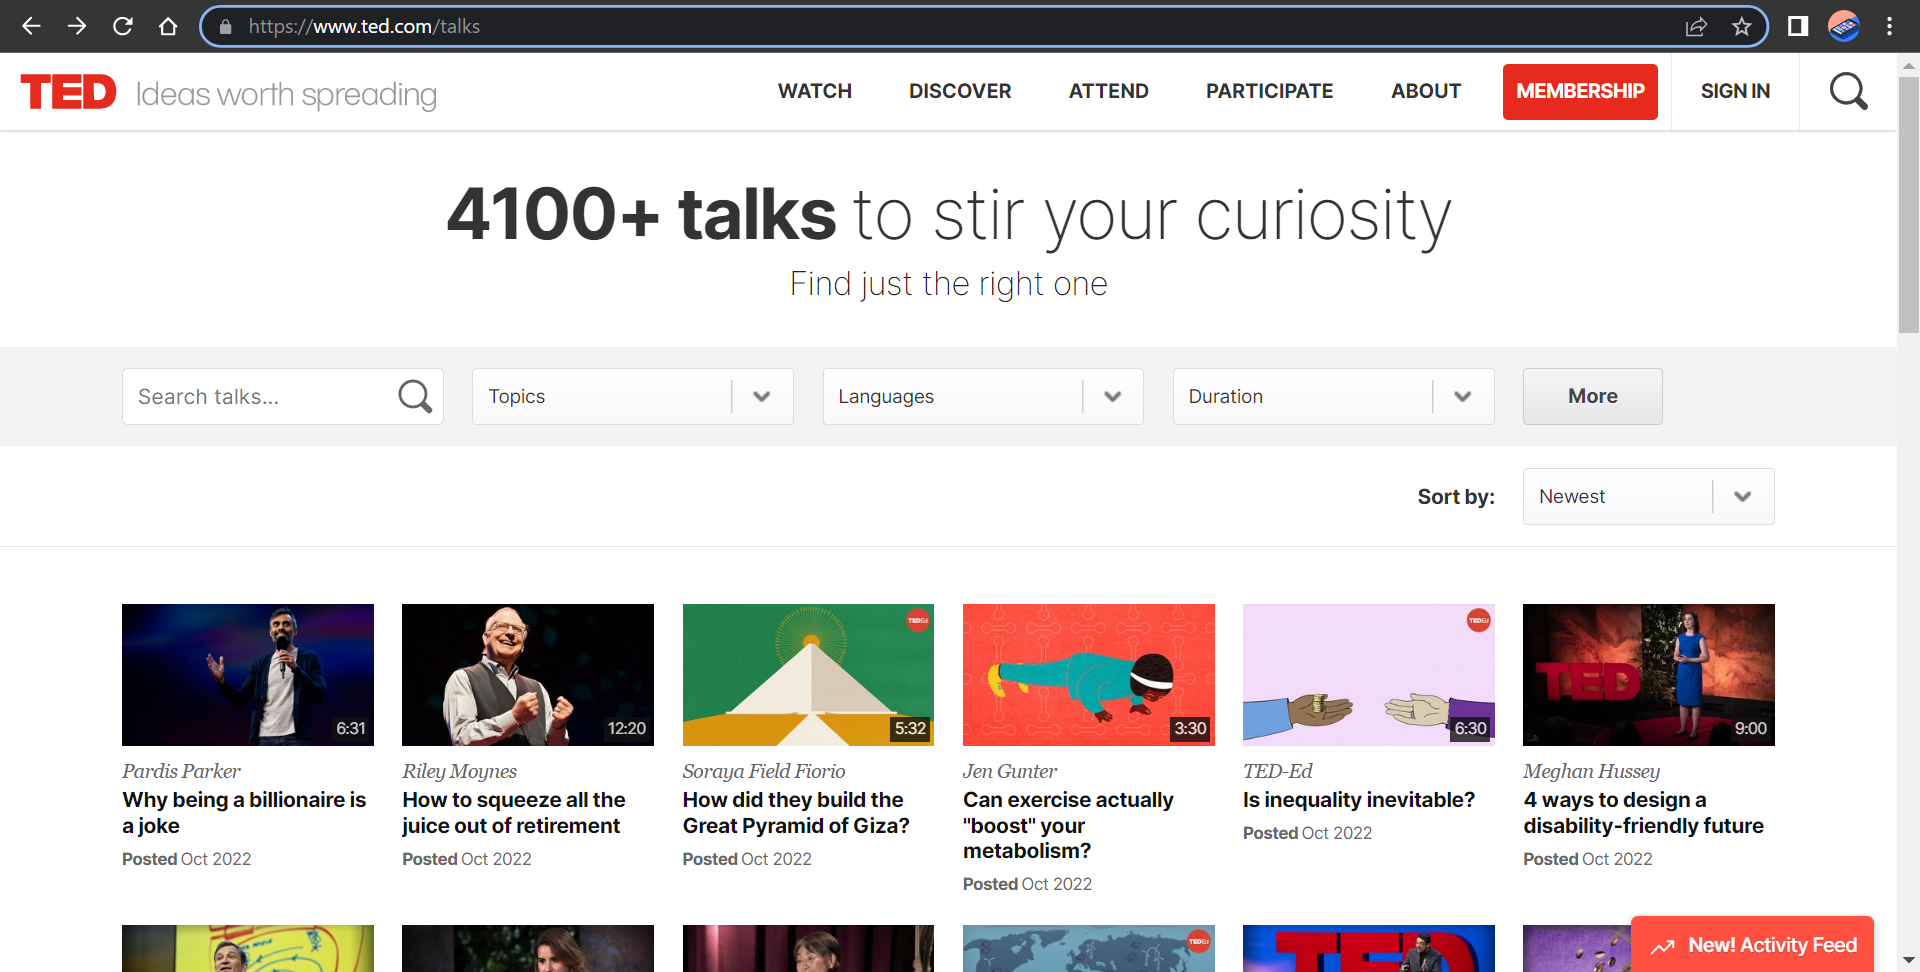 https://www.ted.com/talks
TED Ideas worth spreading
WATCH DISCOVER ATTEND PARTICIPATE ABOUT MEMBERSHIP SIGN IN
4100+ talks to stir your curiosity
Find just the right one
Search talks... Topics Languages Duration More
Sort by: Newest
6:31
Pardis Parker
Why being a billionaire is
a joke
Posted Oct 2022
12:20
Riley Moynes
How to squeeze all the
juice out of retirement
Posted Oct 2022
TEDEd
5:32
Soraya Field Fiorio
How did they build the
Great Pyramid of Giza?
Posted Oct 2022
3:30
Jen Gunter
Can exercise actually
"boost" your
metabolism?
Posted Oct 2022
TEDEd
6:30
TED-Ed
Is inequality inevitable?
Posted Oct 2022
TED
9:00
Meghan Hussey
4 ways to design a
disability-friendly future
Posted Oct 2022
TEDEd
TED
New! Activity Feed